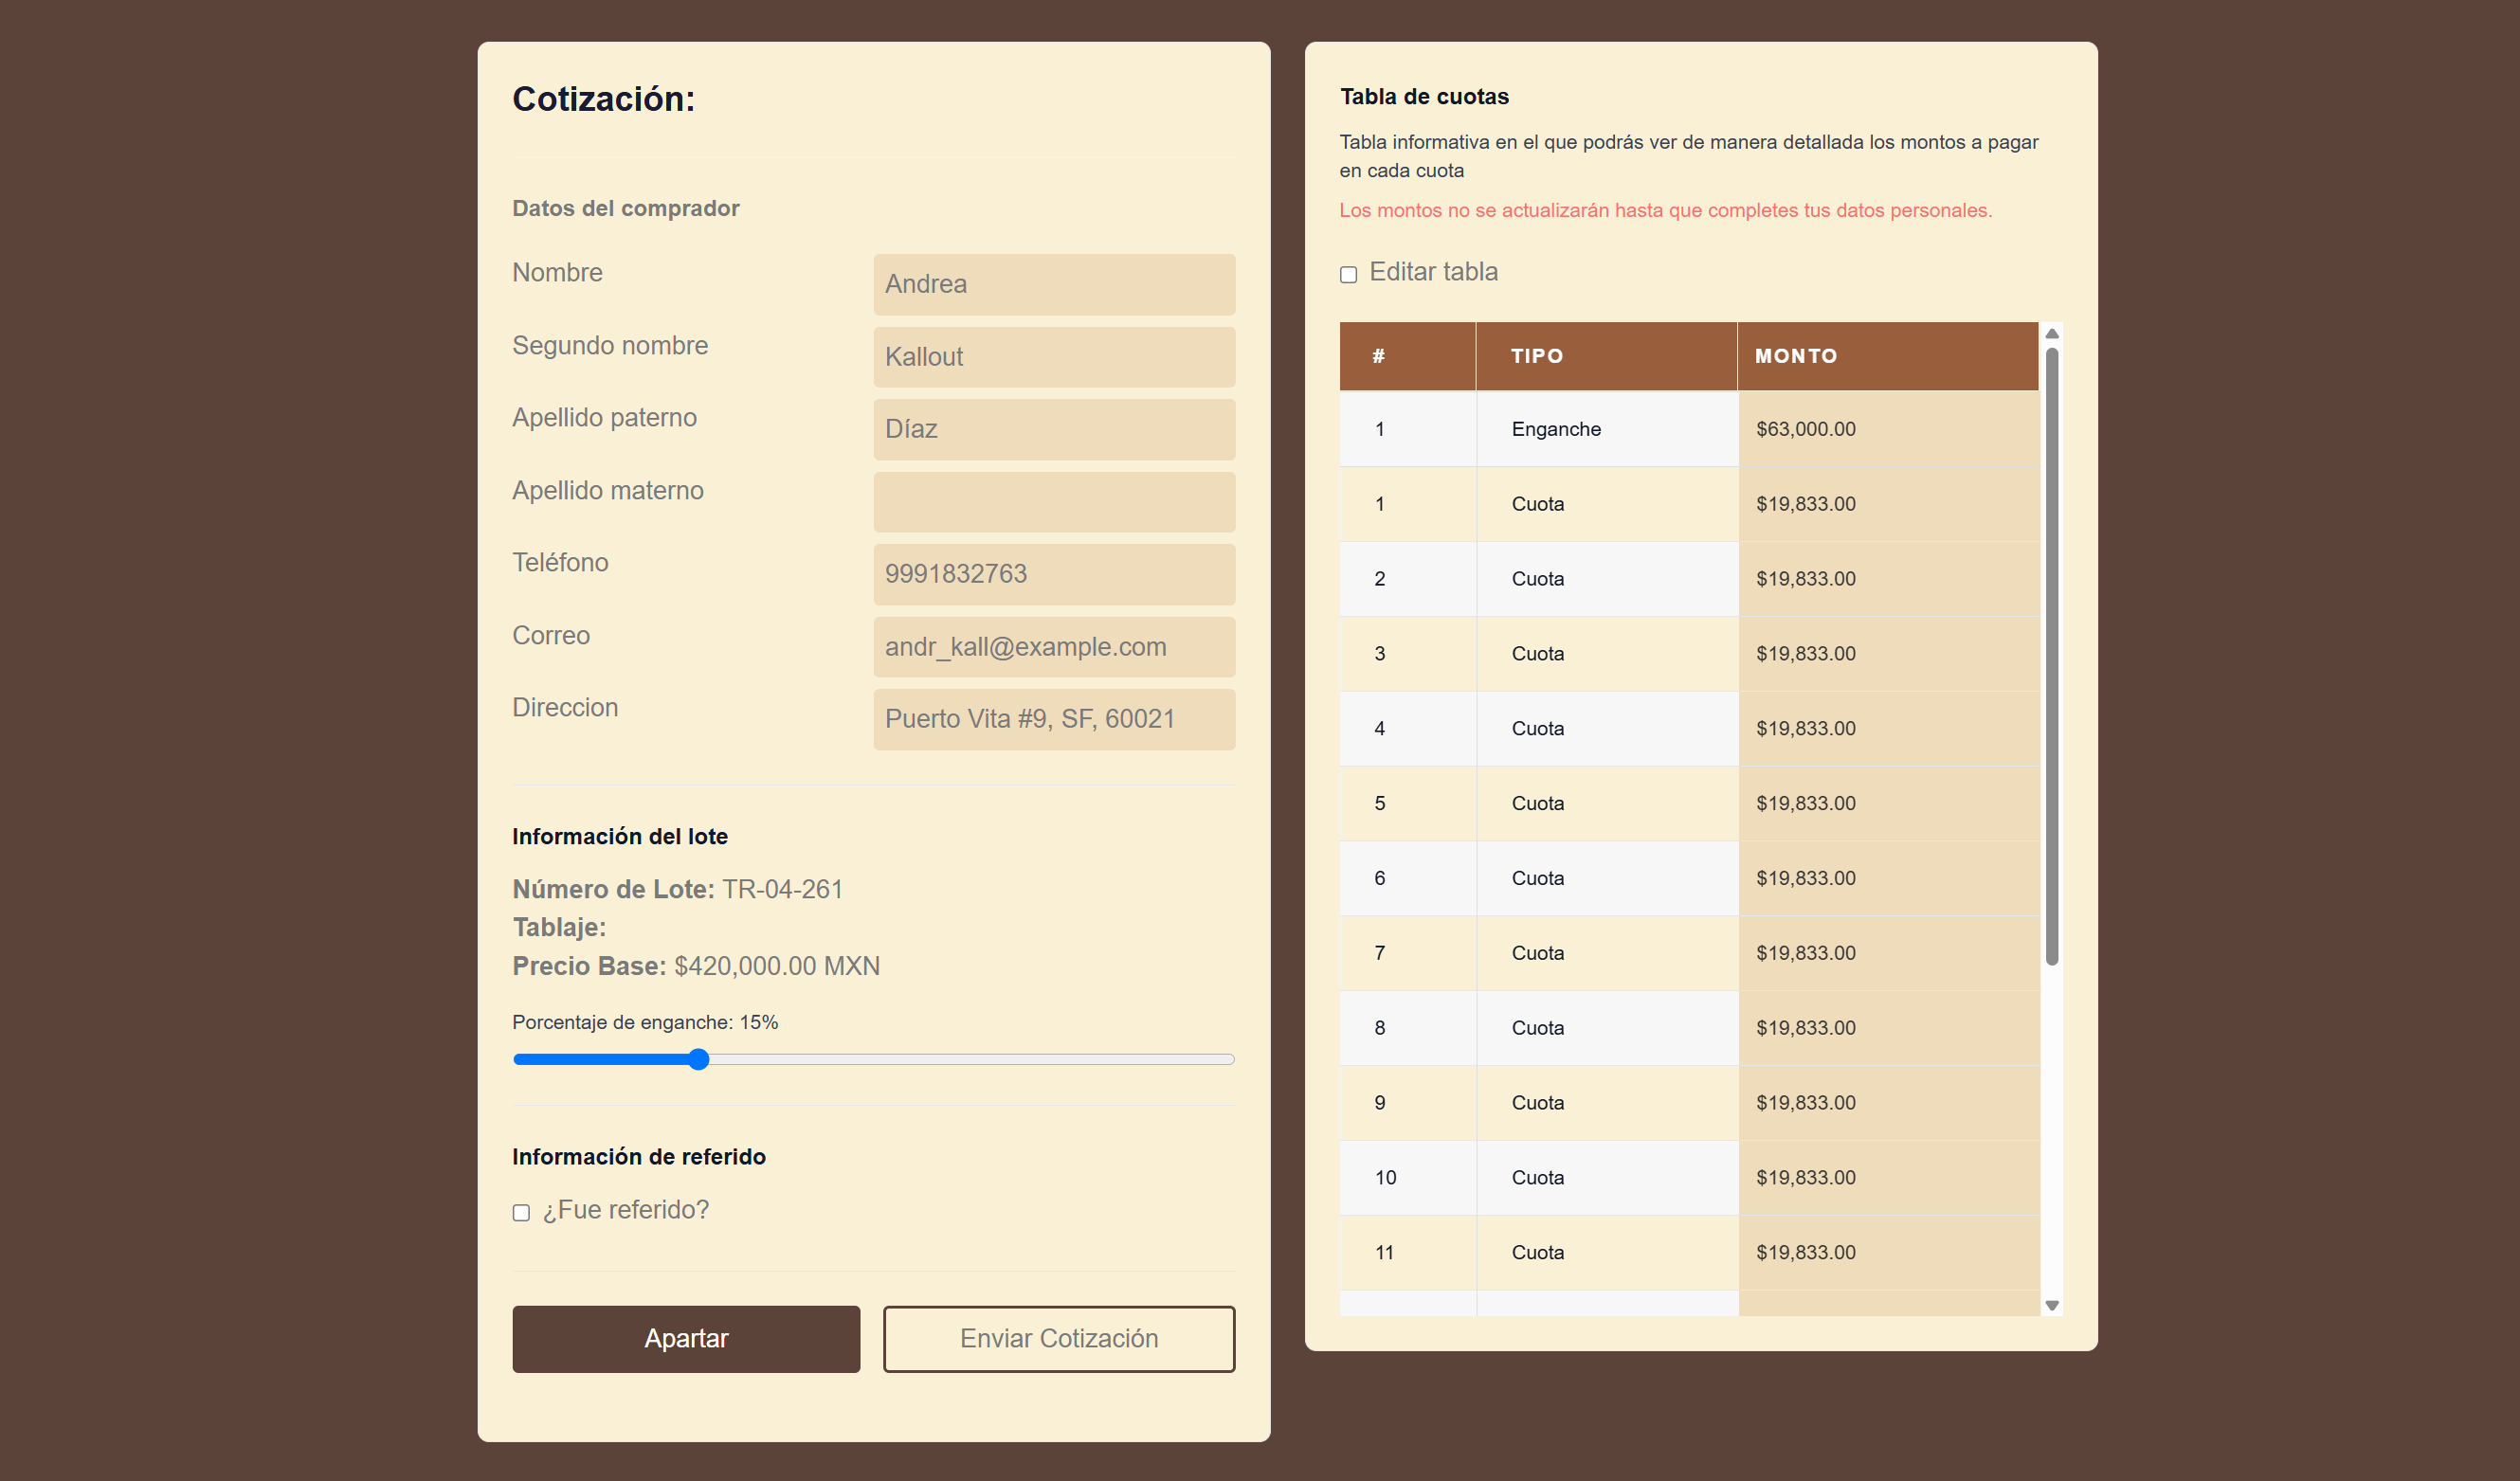 Cotización:
Datos del comprador
Nombre Andrea
Segundo nombre Kallout
Apellido paterno Díaz
Apellido materno
Teléfono 9991832763
Correo andr_kall@example.com
Direccion Puerto Vita #9, SF, 60021
Información del lote
Número de Lote: TR-04-261
Tablaje:
Precio Base: $420,000.00 MXN
Porcentaje de enganche: 15%
Información de referido
¿Fue referido?
Apartar Enviar Cotización
Tabla de cuotas
Tabla informativa en el que podrás ver de manera detallada los montos a pagar
en cada cuota
Los montos no se actualizarán hasta que completes tus datos personales.
Editar tabla
# TIPO MONTO
1 Enganche $63,000.00
1 Cuota $19,833.00
2 Cuota $19,833.00
3 Cuota $19,833.00
4 Cuota $19,833.00
5 Cuota $19,833.00
6 Cuota $19,833.00
7 Cuota $19,833.00
8 Cuota $19,833.00
9 Cuota $19,833.00
10 Cuota $19,833.00
11 Cuota $19,833.00